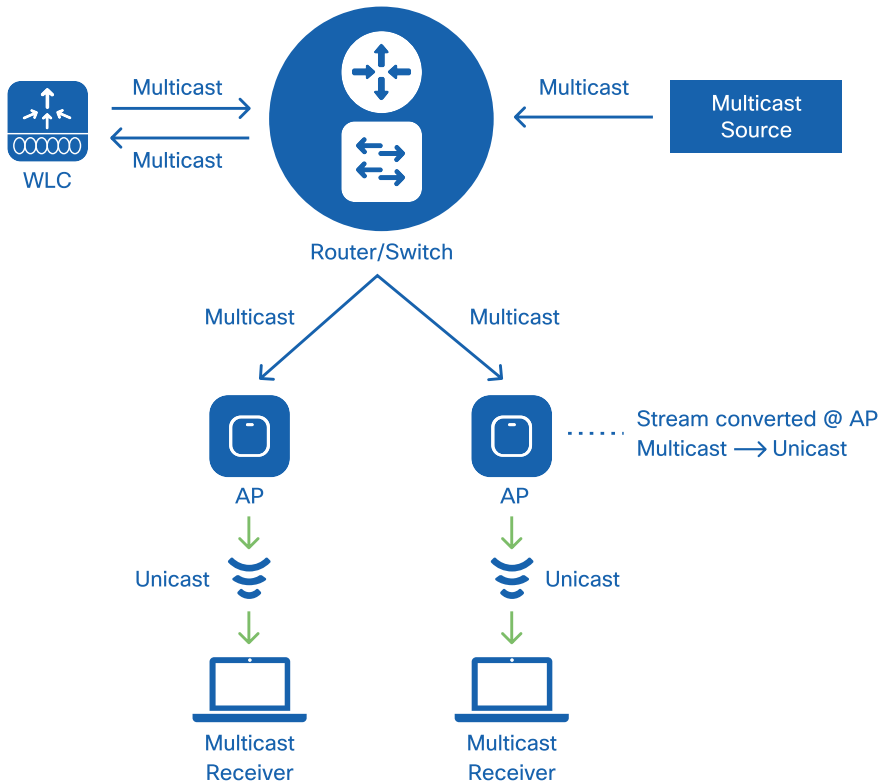 Multicast
Multicast
WLC
Multicast
Multicast
Source
Router/Switch
Multicast
Multicast
Stream converted @ AP
Multicast → Unicast
AP
AP
Unicast
Unicast
Multicast
Receiver
Multicast
Receiver